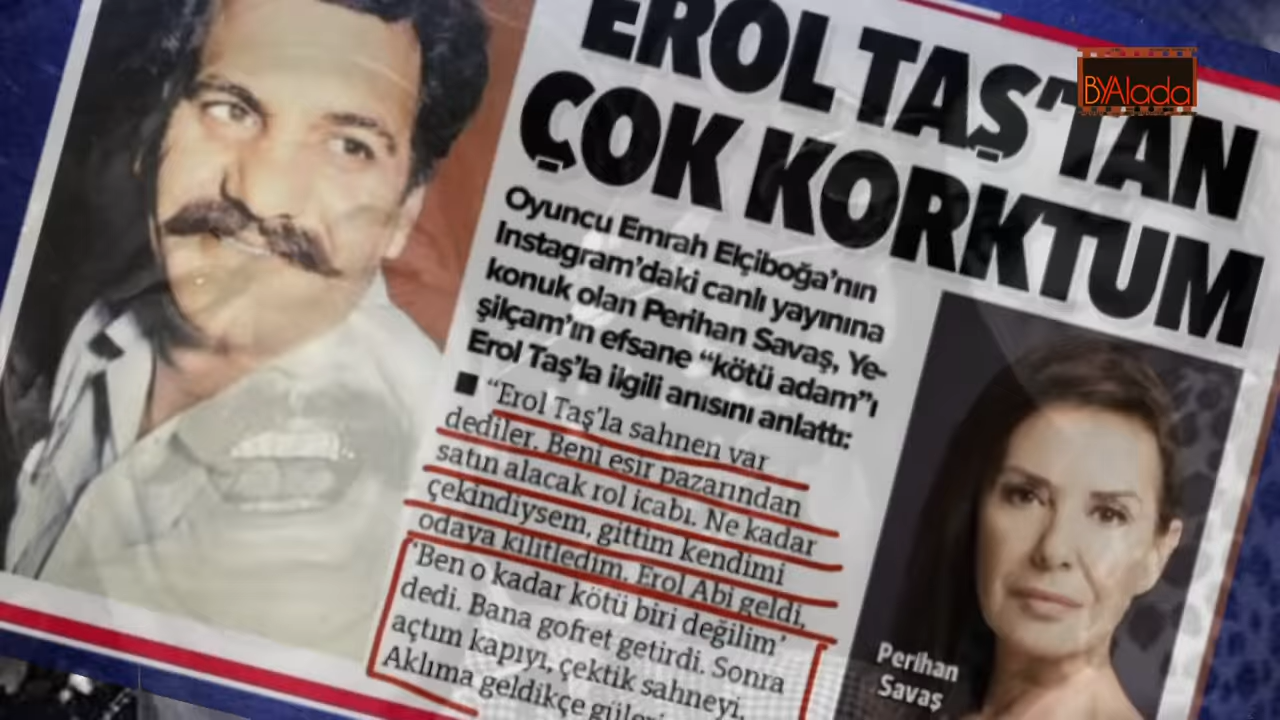 EROL TAŞ'TAN
ÇOK KORKTUM
BYAlada
Oyuncu Emrah Elçiboğa'nın
Instagram'daki canlı yayınına
konuk olan Perihan Savaş, Ye-
şilçam'ın efsane “kötü adam”ı
Erol Taş'la ilgili anısını anlattı:
■ “Erol Taş'la sahnen var
dediler. Beni esir pazarından
satın alacak rol icabı. Ne kadar
çekindiysem, gittim kendimi
odaya kilitledim. Erol Abi geldi,
‘Ben o kadar kötü biri değilim’
dedi. Bana gofret getirdi. Sonra
açtım kapıyı, çektik sahneyi.
Aklıma geldikçe
Perihan
Savaş